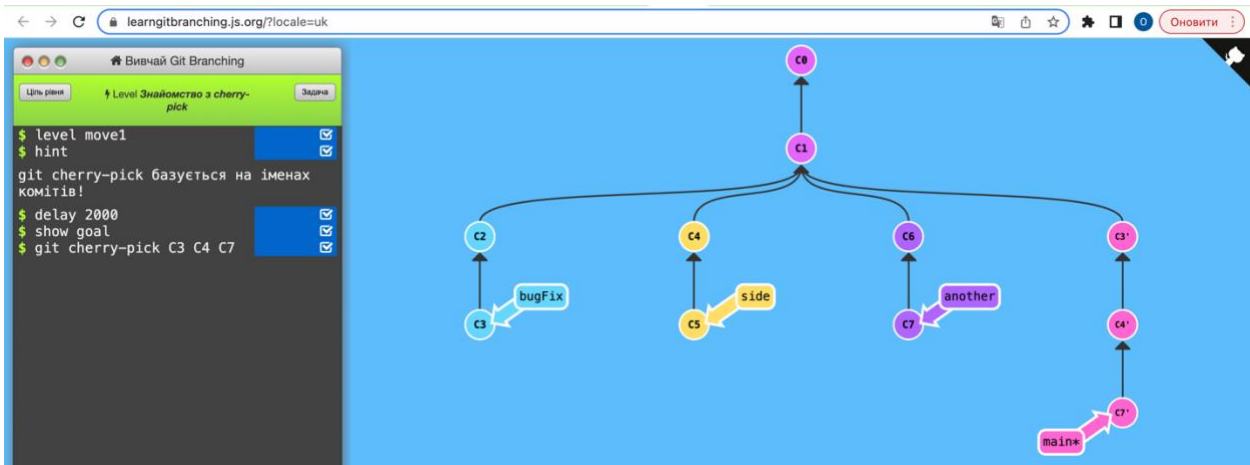 learngitbranching.js.org/?locale=uk
О
Оновити
Вивчай Git Branching
Ціль рівня
Level Знайомство з cherry-
pick
Задача
$ level move1
$ hint
git cherry-pick базується на іменах
комітів!
$ delay 2000
$ show goal
$ git cherry-pick C3 C4 C7
C0
C1
C2
C4
C6
C3'
bugFix
side
another
C3
C5
C7
C4'
C7'
main*